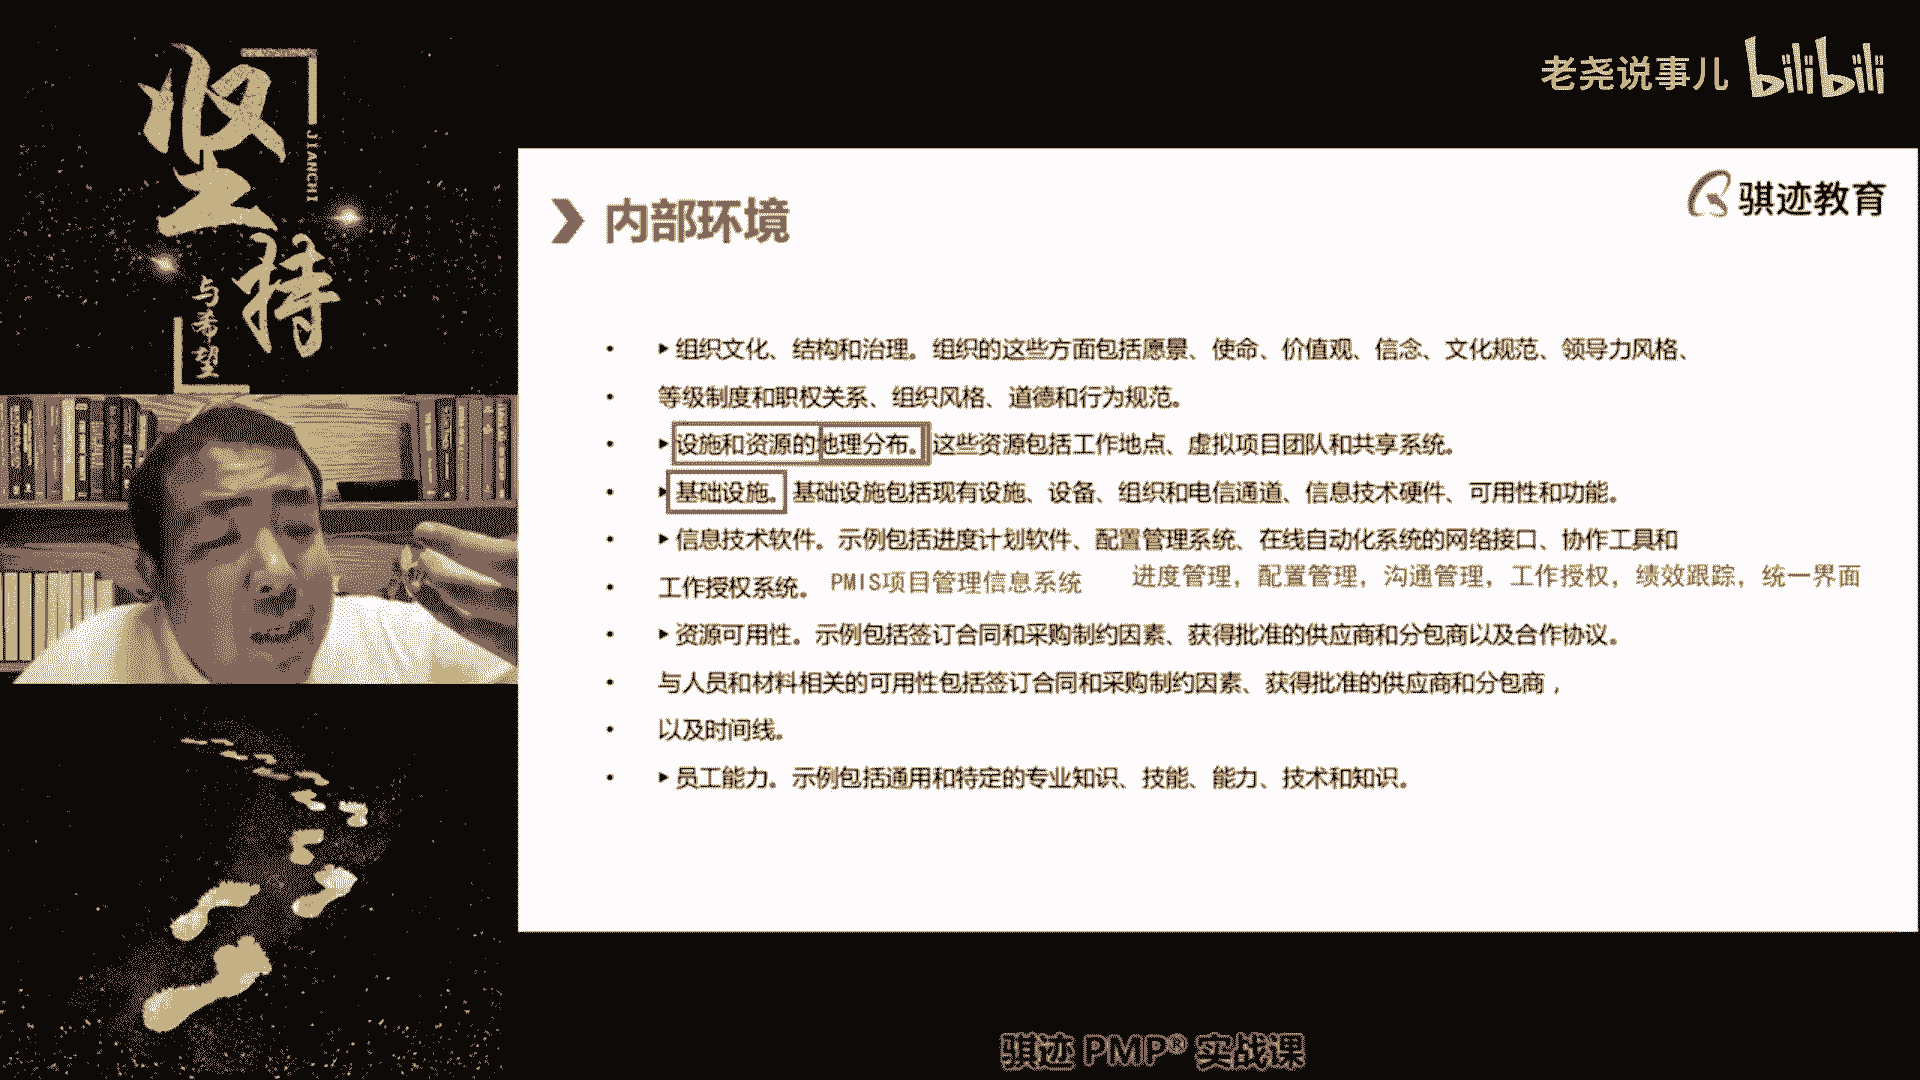 坚持
JIANCHI
与希望
老尧说事儿 bilibili
骐迹教育
内部环境
• ▸组织文化、结构和治理。组织的这些方面包括愿景、使命、价值观、信念、文化规范、领导力风格、
• 等级制度和职权关系、组织风格、道德和行为规范。
• ▸设施和资源的地理分布。这些资源包括工作地点、虚拟项目团队和共享系统。
• ▸基础设施。基础设施包括现有设施、设备、组织和电信通道、信息技术硬件、可用性和功能。
• ▸信息技术软件。示例包括进度计划软件、配置管理系统、在线自动化系统的网络接口、协作工具和
• 工作授权系统。 PMIS项目管理信息系统 进度管理，配置管理，沟通管理，工作授权，绩效跟踪，统一界面
• ▸资源可用性。示例包括签订合同和采购制约因素、获得批准的供应商和分包商以及合作协议。
• 与人员和材料相关的可用性包括签订合同和采购制约因素、获得批准的供应商和分包商，
• 以及时间线。
• ▸员工能力。示例包括通用和特定的专业知识、技能、能力、技术和知识。
骐迹 PMP® 实战课